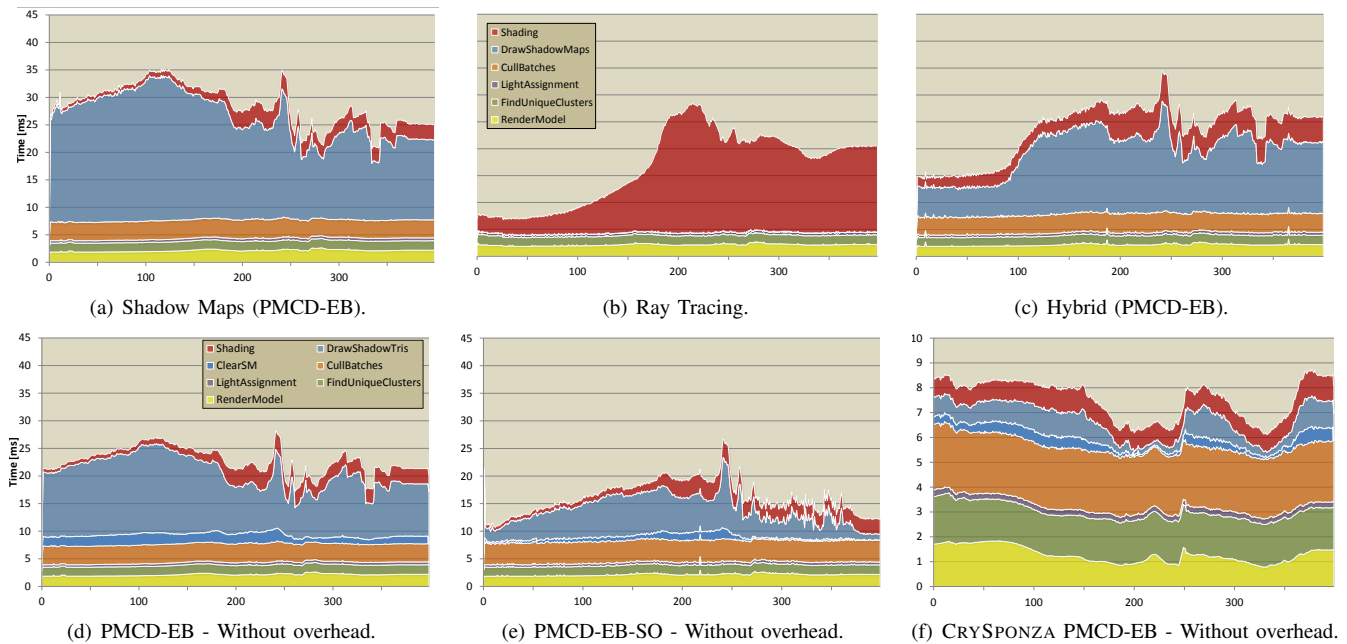 45
40
35
30
25
20
15
10
5
0
Time [ms]
0 100 200 300
(a) Shadow Maps (PMCD-EB).
Shading
DrawShadowMaps
CullBatches
LightAssignment
FindUniqueClusters
RenderModel
0 100 200 300
(b) Ray Tracing.
0 100 200 300
(c) Hybrid (PMCD-EB).
45
40
35
30
25
20
15
10
5
0
Time [ms]
Shading DrawShadowTris
ClearSM CullBatches
LightAssignment FindUniqueClusters
RenderModel
0 100 200 300
(d) PMCD-EB - Without overhead.
45
40
35
30
25
20
15
10
5
0
0 100 200 300
(e) PMCD-EB-SO - Without overhead.
10
9
8
7
6
5
4
3
2
1
0
0 100 200 300
(f) CRYSPONZA PMCD-EB - Without overhead.